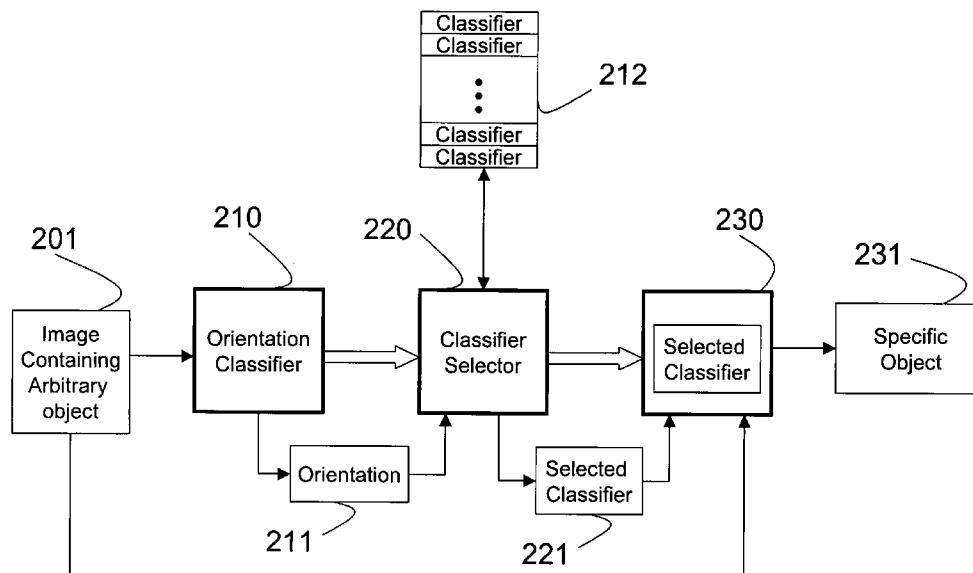 Classifier
Classifier
Classifier
Classifier
212
201
210
220
230
231
Image
Containing
Arbitrary
object
Orientation
Classifier
Classifier
Selector
Selected
Classifier
Specific
Object
Orientation
211
Selected
Classifier
221